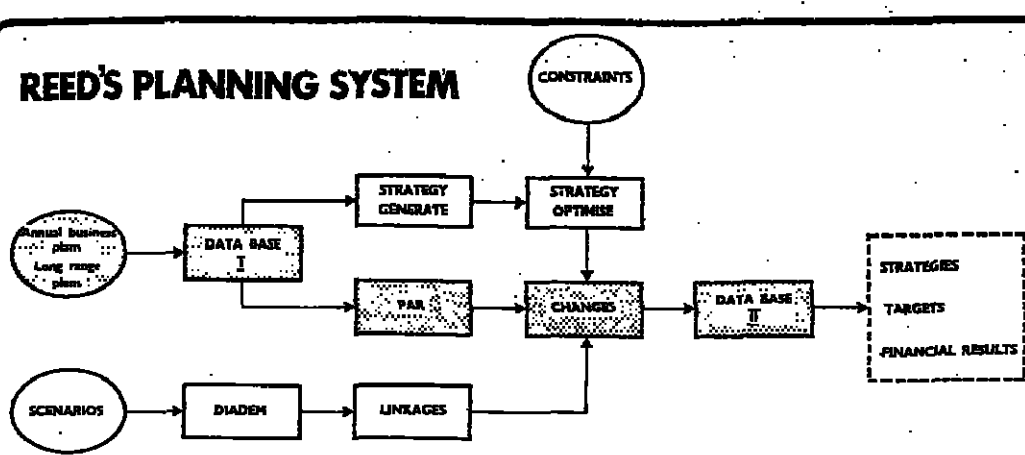 REED'S PLANNING SYSTEM
CONSTRAINTS
STRATEGY
GENERATE
STRATEGY
OPTIMISE
Annual business
plan
Long range
plans
DATA BASE
I
PAR
CHANGES
DATA BASE
II
STRATEGIES
TARGETS
FINANCIAL RESULTS
SCENARIOS
DIADEM
LINKAGES